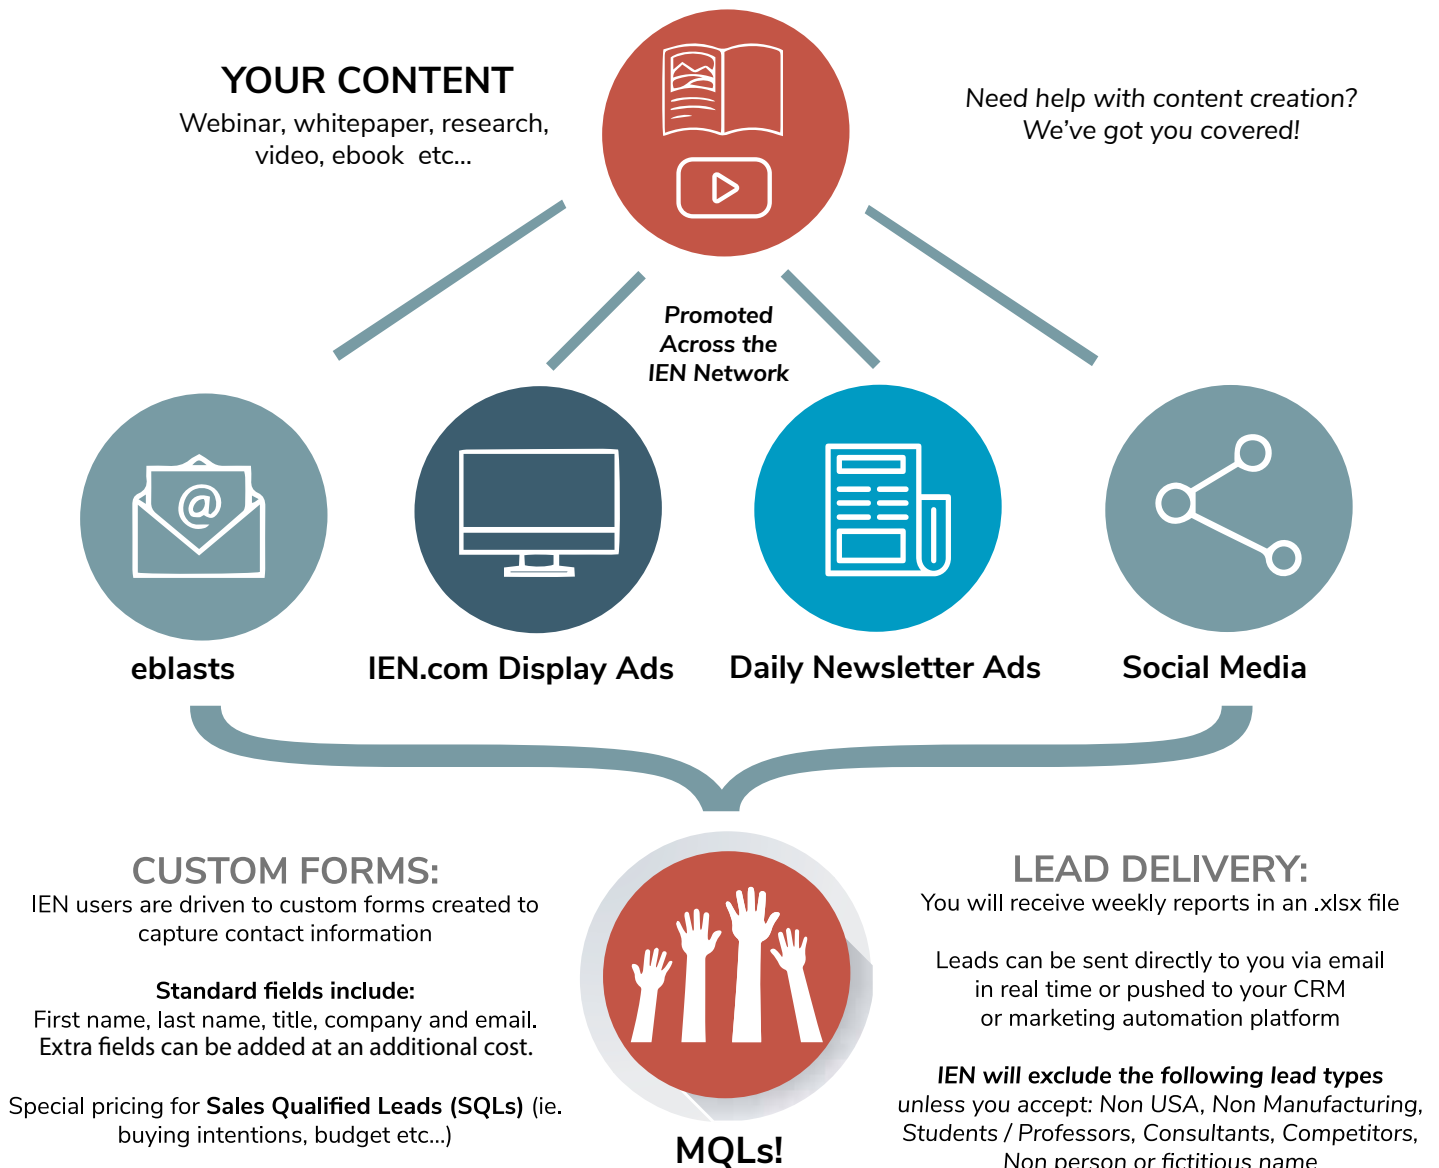 YOUR CONTENT
Webinar, whitepaper, research,
video, ebook etc...
Need help with content creation?
We've got you covered!
Promoted
Across the
IEN Network
@
eblasts
IEN.com Display Ads
Daily Newsletter Ads
Social Media
CUSTOM FORMS:
IEN users are driven to custom forms created to
capture contact information
Standard fields include:
First name, last name, title, company and email.
Extra fields can be added at an additional cost.
Special pricing for Sales Qualified Leads (SQLs) (ie.
buying intentions, budget etc...)
MQLs!
LEAD DELIVERY:
You will receive weekly reports in an .xlsx file
Leads can be sent directly to you via email
in real time or pushed to your CRM
or marketing automation platform
IEN will exclude the following lead types
unless you accept: Non USA, Non Manufacturing,
Students / Professors, Consultants, Competitors,
Non person or fictitious name